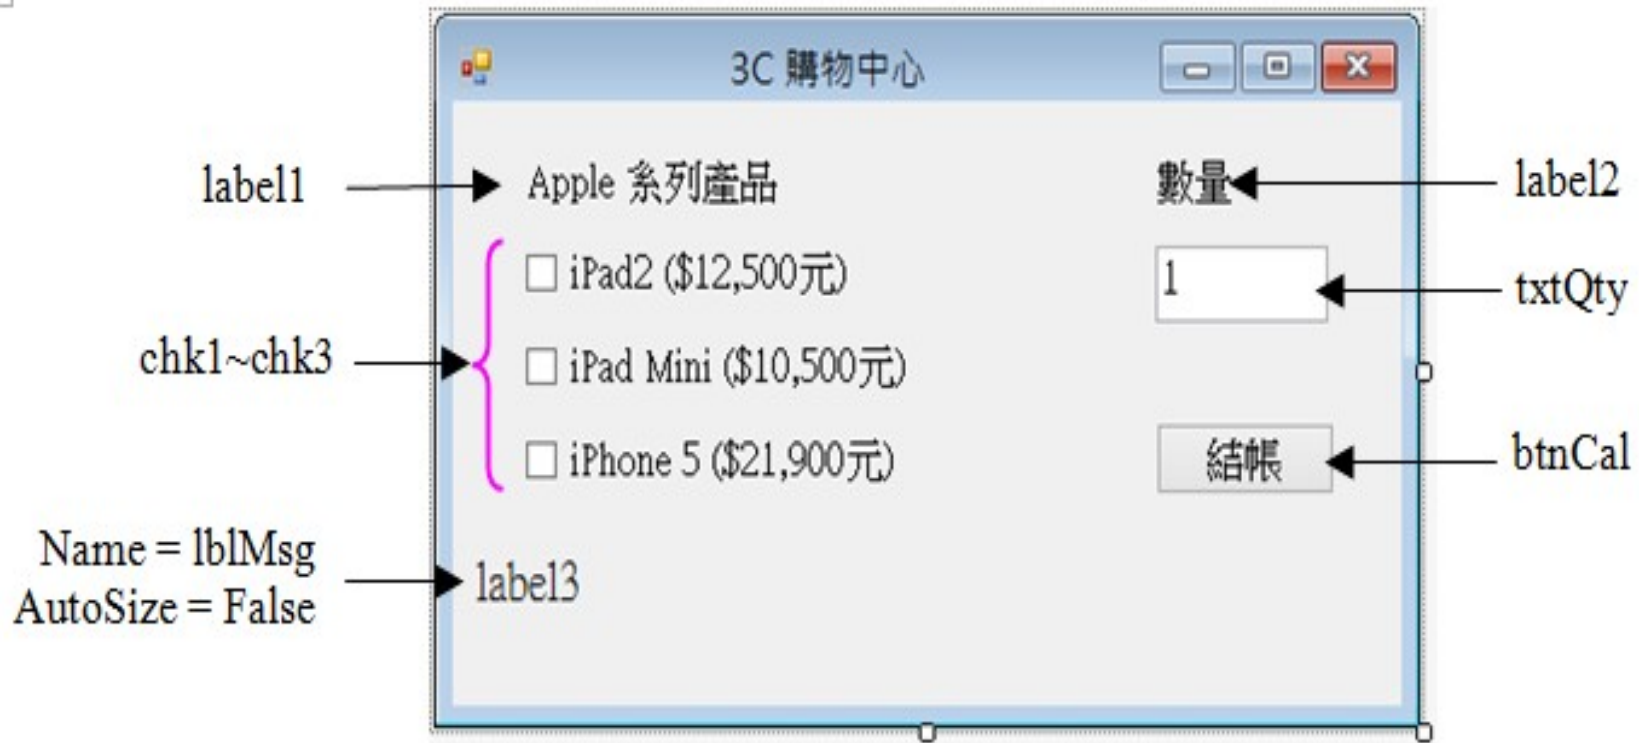 3C 購物中心
label1
Apple 系列產品
數量
label2
chk1~chk3
iPad2 ($12,500元)
1
txtQty
iPad Mini ($10,500元)
iPhone 5 ($21,900元)
結帳
btnCal
Name = lblMsg
AutoSize = False
label3